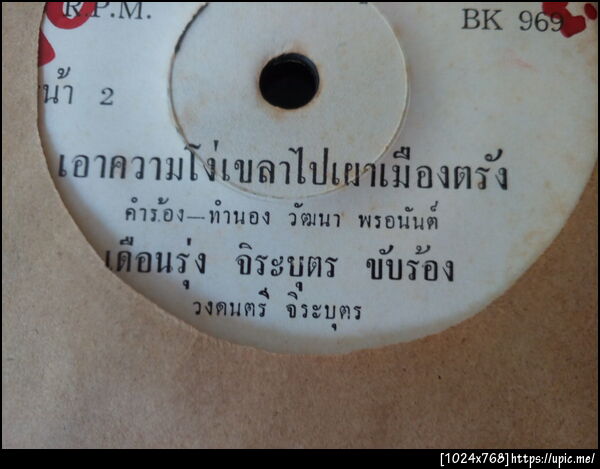 R.P.M.
BK 969
น้า 2
เอาความโง่เขลาไปเผาเมืองตรัง
คำร้อง—ทำนอง วัฒนา พรอนันต์
เดือนรุ่ง จิระบุตร ขับร้อง
วงดนตรี จิระบุตร
[1024x768]https://upic.me/